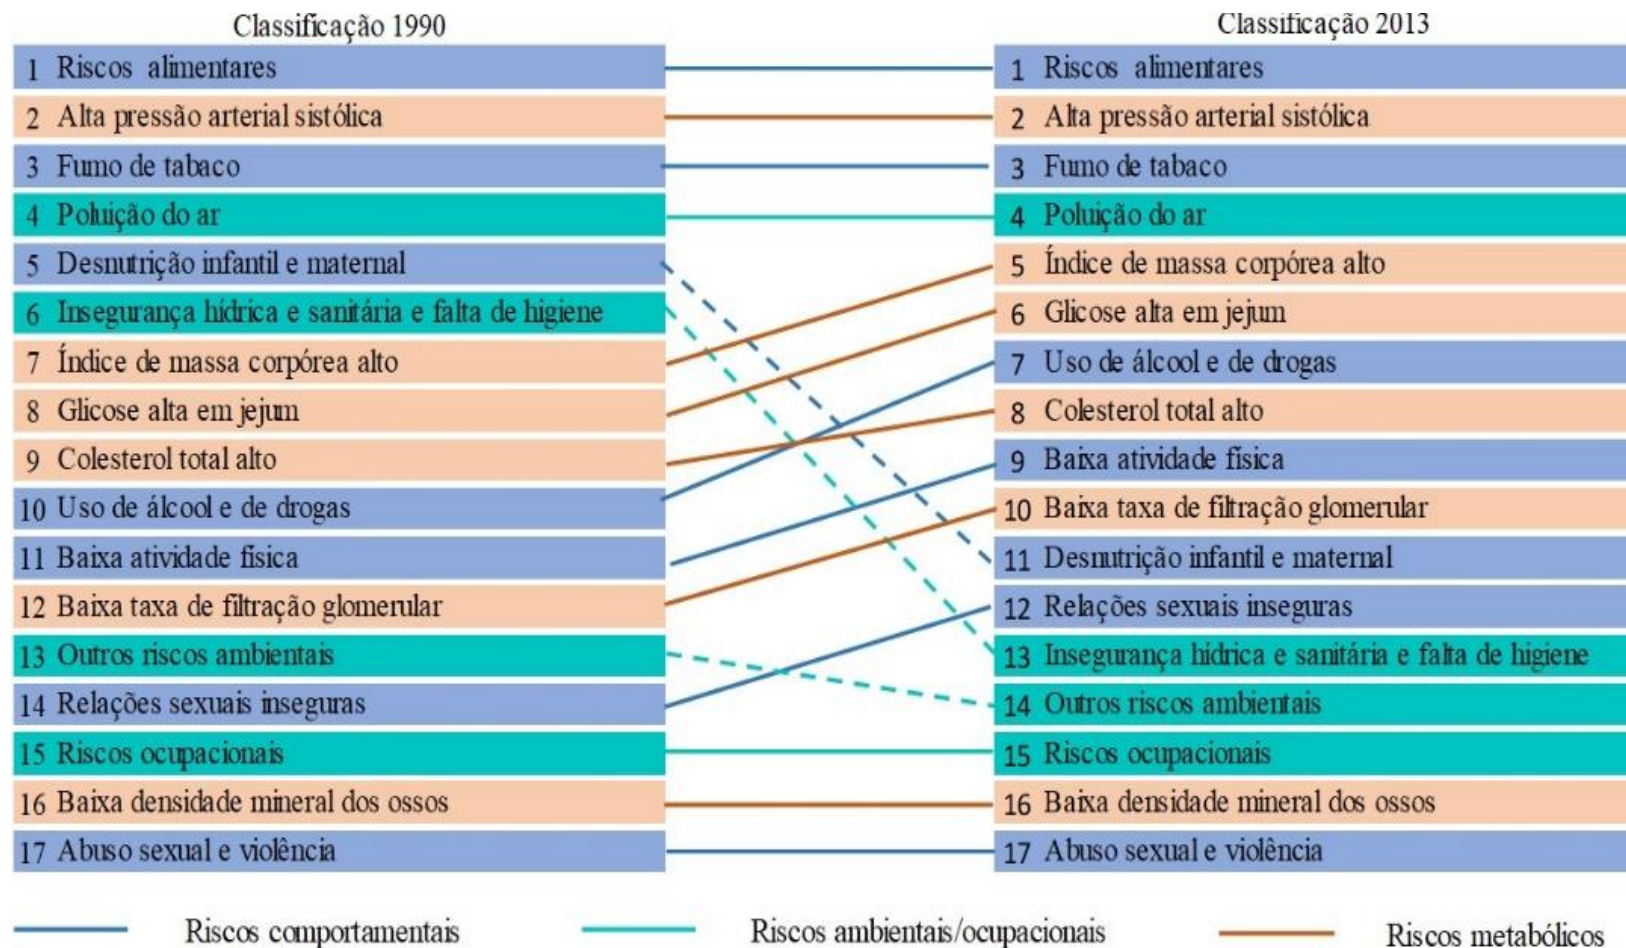 Classificação 1990
1 Riscos alimentares
2 Alta pressão arterial sistólica
3 Fumo de tabaco
4 Poluição do ar
5 Desnutrição infantil e maternal
6 Insegurança hídrica e sanitária e falta de higiene
7 Índice de massa corpórea alto
8 Glicose alta em jejum
9 Colesterol total alto
10 Uso de álcool e de drogas
11 Baixa atividade física
12 Baixa taxa de filtração glomerular
13 Outros riscos ambientais
14 Relações sexuais inseguras
15 Riscos ocupacionais
16 Baixa densidade mineral dos ossos
17 Abuso sexual e violência
Classificação 2013
1 Riscos alimentares
2 Alta pressão arterial sistólica
3 Fumo de tabaco
4 Poluição do ar
5 Índice de massa corpórea alto
6 Glicose alta em jejum
7 Uso de álcool e de drogas
8 Colesterol total alto
9 Baixa atividade física
10 Baixa taxa de filtração glomerular
11 Desnutrição infantil e maternal
12 Relações sexuais inseguras
13 Insegurança hídrica e sanitária e falta de higiene
14 Outros riscos ambientais
15 Riscos ocupacionais
16 Baixa densidade mineral dos ossos
17 Abuso sexual e violência
Riscos comportamentais
Riscos ambientais/ocupacionais
Riscos metabólicos